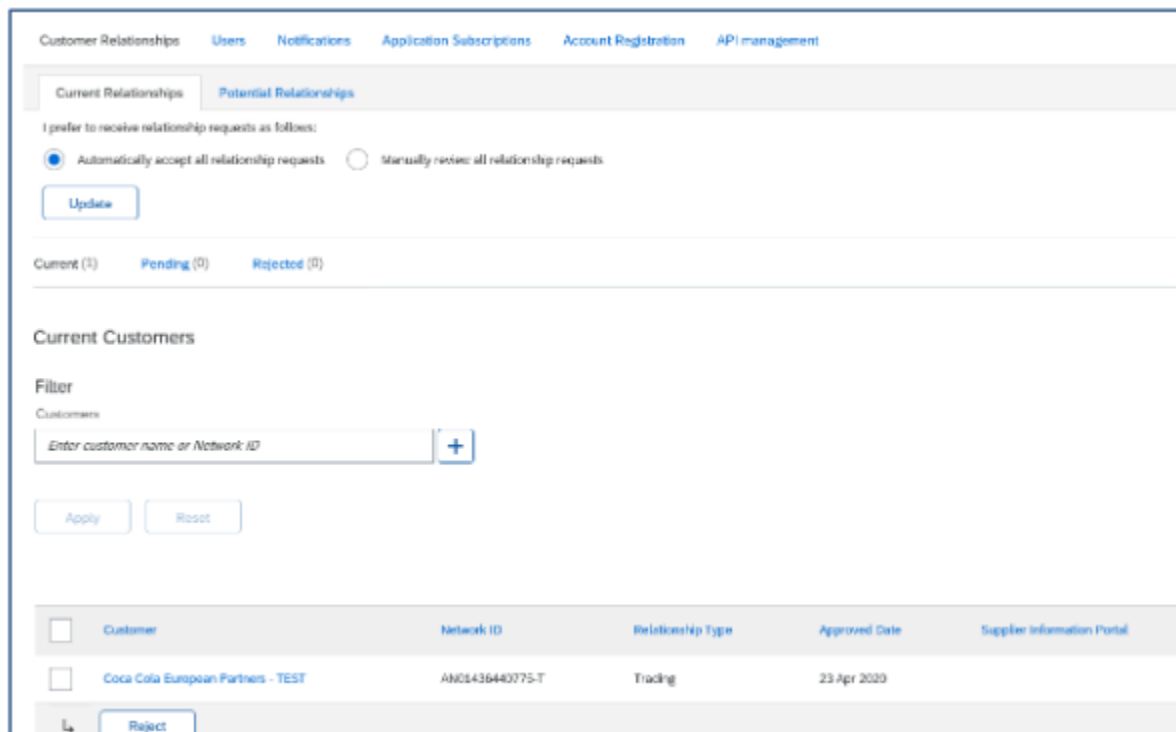 Customer Relationships Users Notifications Application Subscriptions Account Registration API management
Current Relationships Potential Relationships
I prefer to receive relationship requests as follows:
Automatically accept all relationship requests Manually review all relationship requests
Update
Current (1) Pending (0) Rejected (0)
Current Customers
Filter
Customers
Enter customer name or Network ID
Apply Reset
Customer Network ID Relationship Type Approved Date Supplier Information Portal
Coca Cola European Partners - TEST AN01436440775-T Trading 23 Apr 2020
Reject